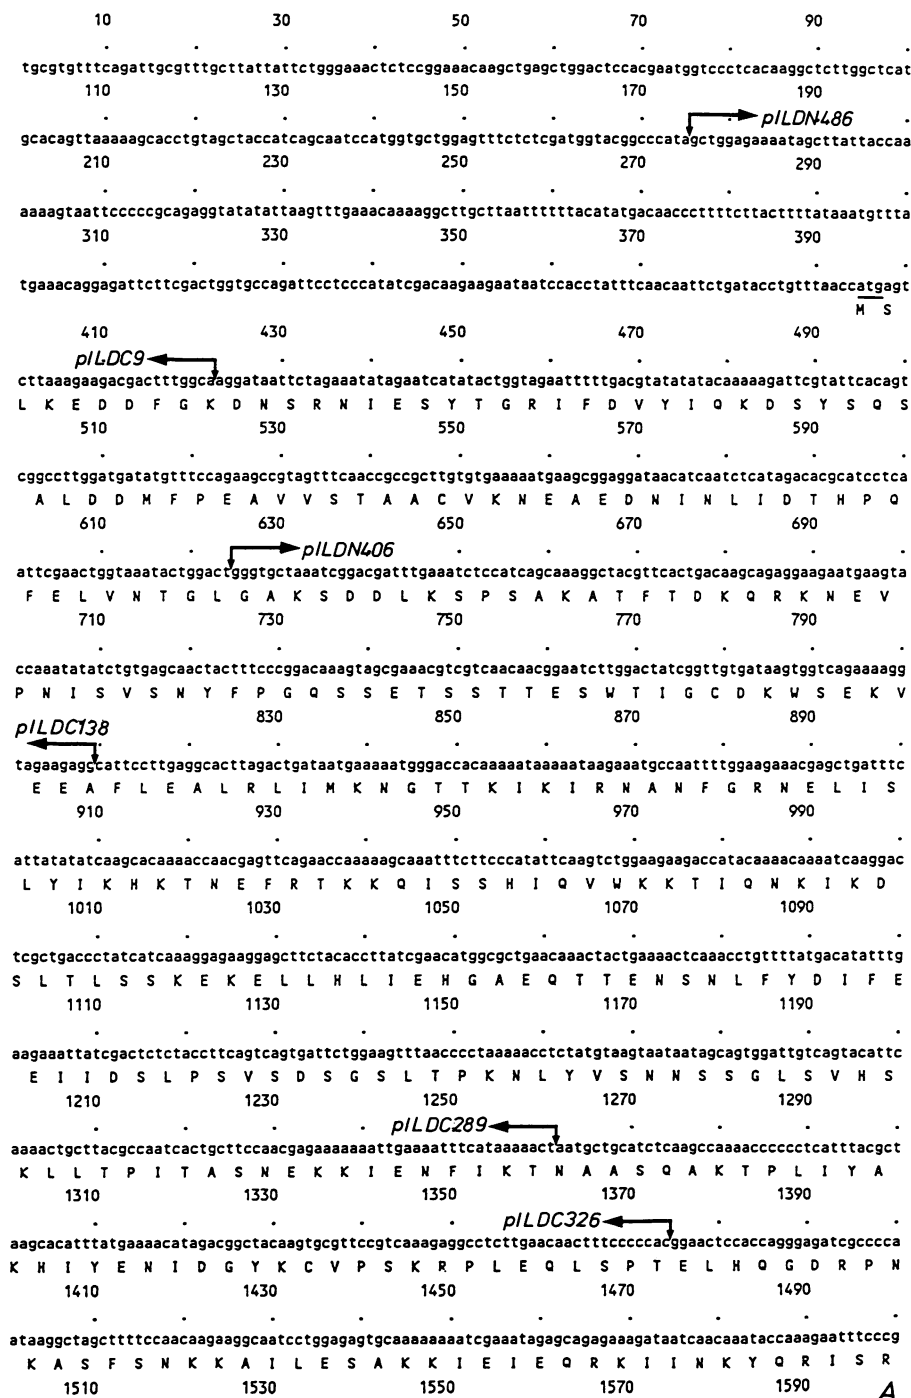 10 30 50 70 90
tgcgtgtttcagattgcgtttgcttattattctgggaaactctccggaaacaagctgagctggactccacgaatggtccctcacaaggctcttggctcat
110 130 150 170 190
pILDN486
gcacagttaaaaagcacctgtagctaccatcagcaatccatggtgctggagtttctctcgatggtacggcccatagctggagaaaatagcttattaccaa
210 230 250 270 290
aaaagtaattcccccgcagaggtatatattaagtttgaaacaaaaggcttgcttaattttttacatatgacaacccttttcttacttttataaatgttta
310 330 350 370 390
tgaaacaggagattcttcgactggtgccagattcctcccatatcgacaagaagaataatccacctatttcaacaattctgatacctgtttaaccatgagt
M S
410 430 450 470 490
pILDC9
cttaaagaagacgactttggcaaggataattctagaaatatagaatcatatactggtagaatttttgacgtatatatacaaaaagattcgtattcacagt
L K E D D F G K D N S R N I E S Y T G R I F D V Y I Q K D S Y S Q S
510 530 550 570 590
cggccttggatgatatgtttccagaagccgtagtttcaaccgccgcttgtgtgaaaaatgaagcggaggataacatcaatctcatagacacgcatcctca
A L D D M F P E A V V S T A A C V K N E A E D N I N L I D T H P Q
610 630 650 670 690
pILDN406
attcgaactggtaaatactggactgggtgctaaatcggacgatttgaaatctccatcagcaaaggctacgttcactgacaagcagaggaagaatgaagta
F E L V N T G L G A K S D D L K S P S A K A T F T D K Q R K N E V
710 730 750 770 790
ccaaatatatctgtgagcaactactttcccggacaaagtagcgaaacgtcgtcaacaacggaatcttggactatcggttgtgataagtggtcagaaaagg
P N I S V S N Y F P G Q S S E T S S T T E S W T I G C D K W S E K V
pILDC138 830 850 870 890
tagaagaggcattccttgaggcacttagactgataatgaaaaatgggaccacaaaaataaaaataagaaatgccaattttggaagaaacgagctgatttc
E E A F L E A L R L I M K N G T T K I K I R N A N F G R N E L I S
910 930 950 970 990
attatatatcaagcacaaaaccaacgagttcagaaccaaaaagcaaatttcttcccatattcaagtctggaagaagaccatacaaaacaaaatcaaggac
L Y I K H K T N E F R T K K Q I S S H I Q V W K K T I Q N K I K D
1010 1030 1050 1070 1090
tcgctgaccctatcatcaaaggagaaggagcttctacaccttatcgaacatggcgctgaacaaactactgaaaactcaaacctgttttatgacatatttg
S L T L S S K E K E L L H L I E H G A E Q T T E N S N L F Y D I F E
1110 1130 1150 1170 1190
aagaaattatcgactctctaccttcagtcagtgattctggaagtttaacccctaaaaacctctatgtaagtaataatagcagtggattgtcagtacattc
E I I D S L P S V S D S G S L T P K N L Y V S N N S S G L S V H S
1210 1230 1250 1270 1290
pILDC289
aaaactgcttacgccaatcactgcttccaacgagaaaaaaattgaaaatttcataaaaactaatgctgcatctcaagccaaaacccccctcatttacgct
K L L T P I T A S N E K K I E N F I K T N A A S Q A K T P L I Y A
1310 1330 1350 1370 1390
pILDC326
aagcacatttatgaaaacatagacggctacaagtgcgttccgtcaaagaggcctcttgaacaactttcccccacggaactccaccagggagatcgcccca
K H I Y E N I D G Y K C V P S K R P L E Q L S P T E L H Q G D R P N
1410 1430 1450 1470 1490
ataaggctagcttttccaacaagaaggcaatcctggagagtgcaaaaaaaatcgaaatagagcagagaaagataatcaacaaataccaaagaatttcccg
K A S F S N K K A I L E S A K K I E I E Q R K I I N K Y Q R I S R
1510 1530 1550 1570 1590
A